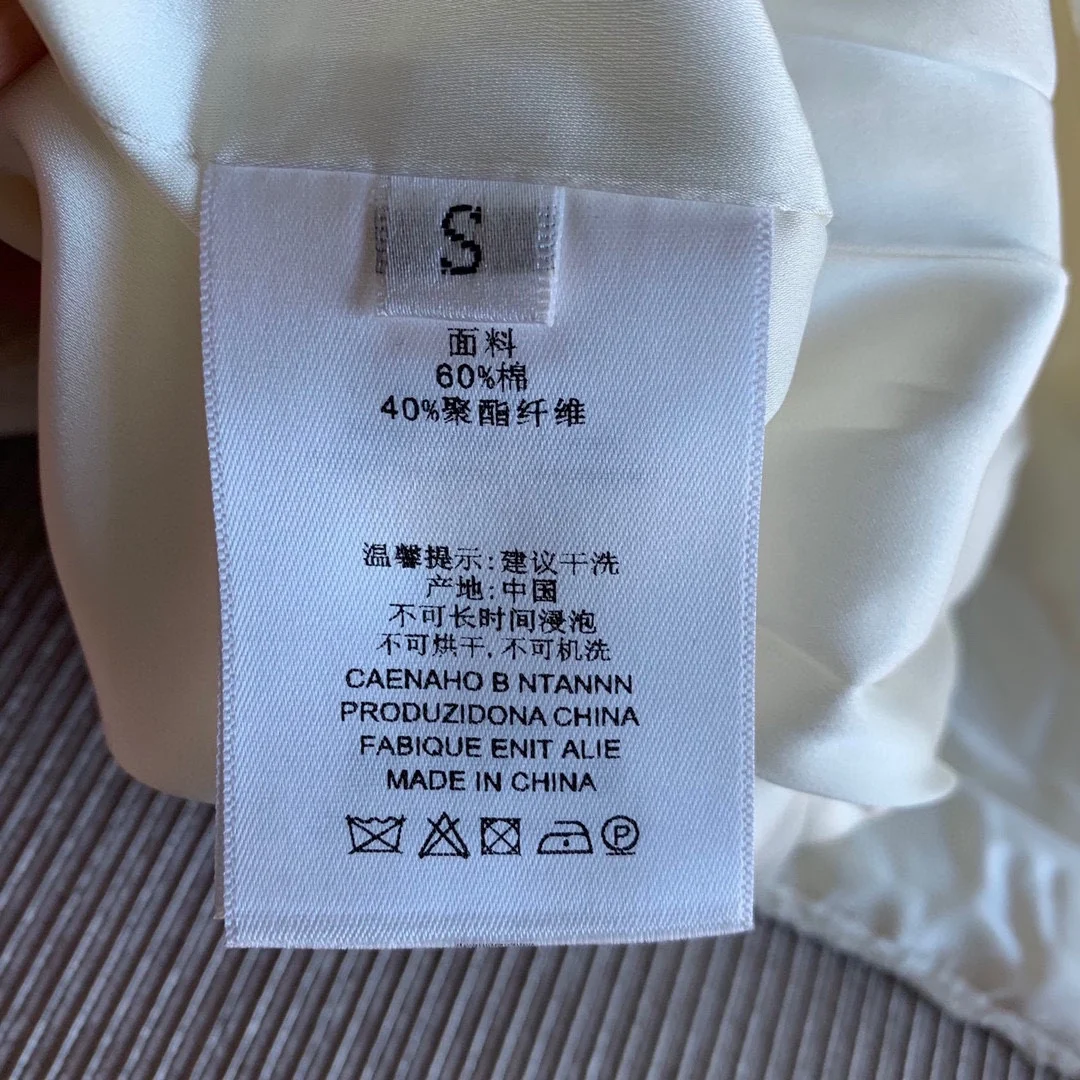 S
面料
60%棉
40%聚酯纤维
温馨提示:建议干洗
产地:中国
不可长时间浸泡
不可烘干,不可机洗
CAENAHO B NTANNN
PRODUZIDONA CHINA
FABIQUE ENIT ALIE
MADE IN CHINA
P